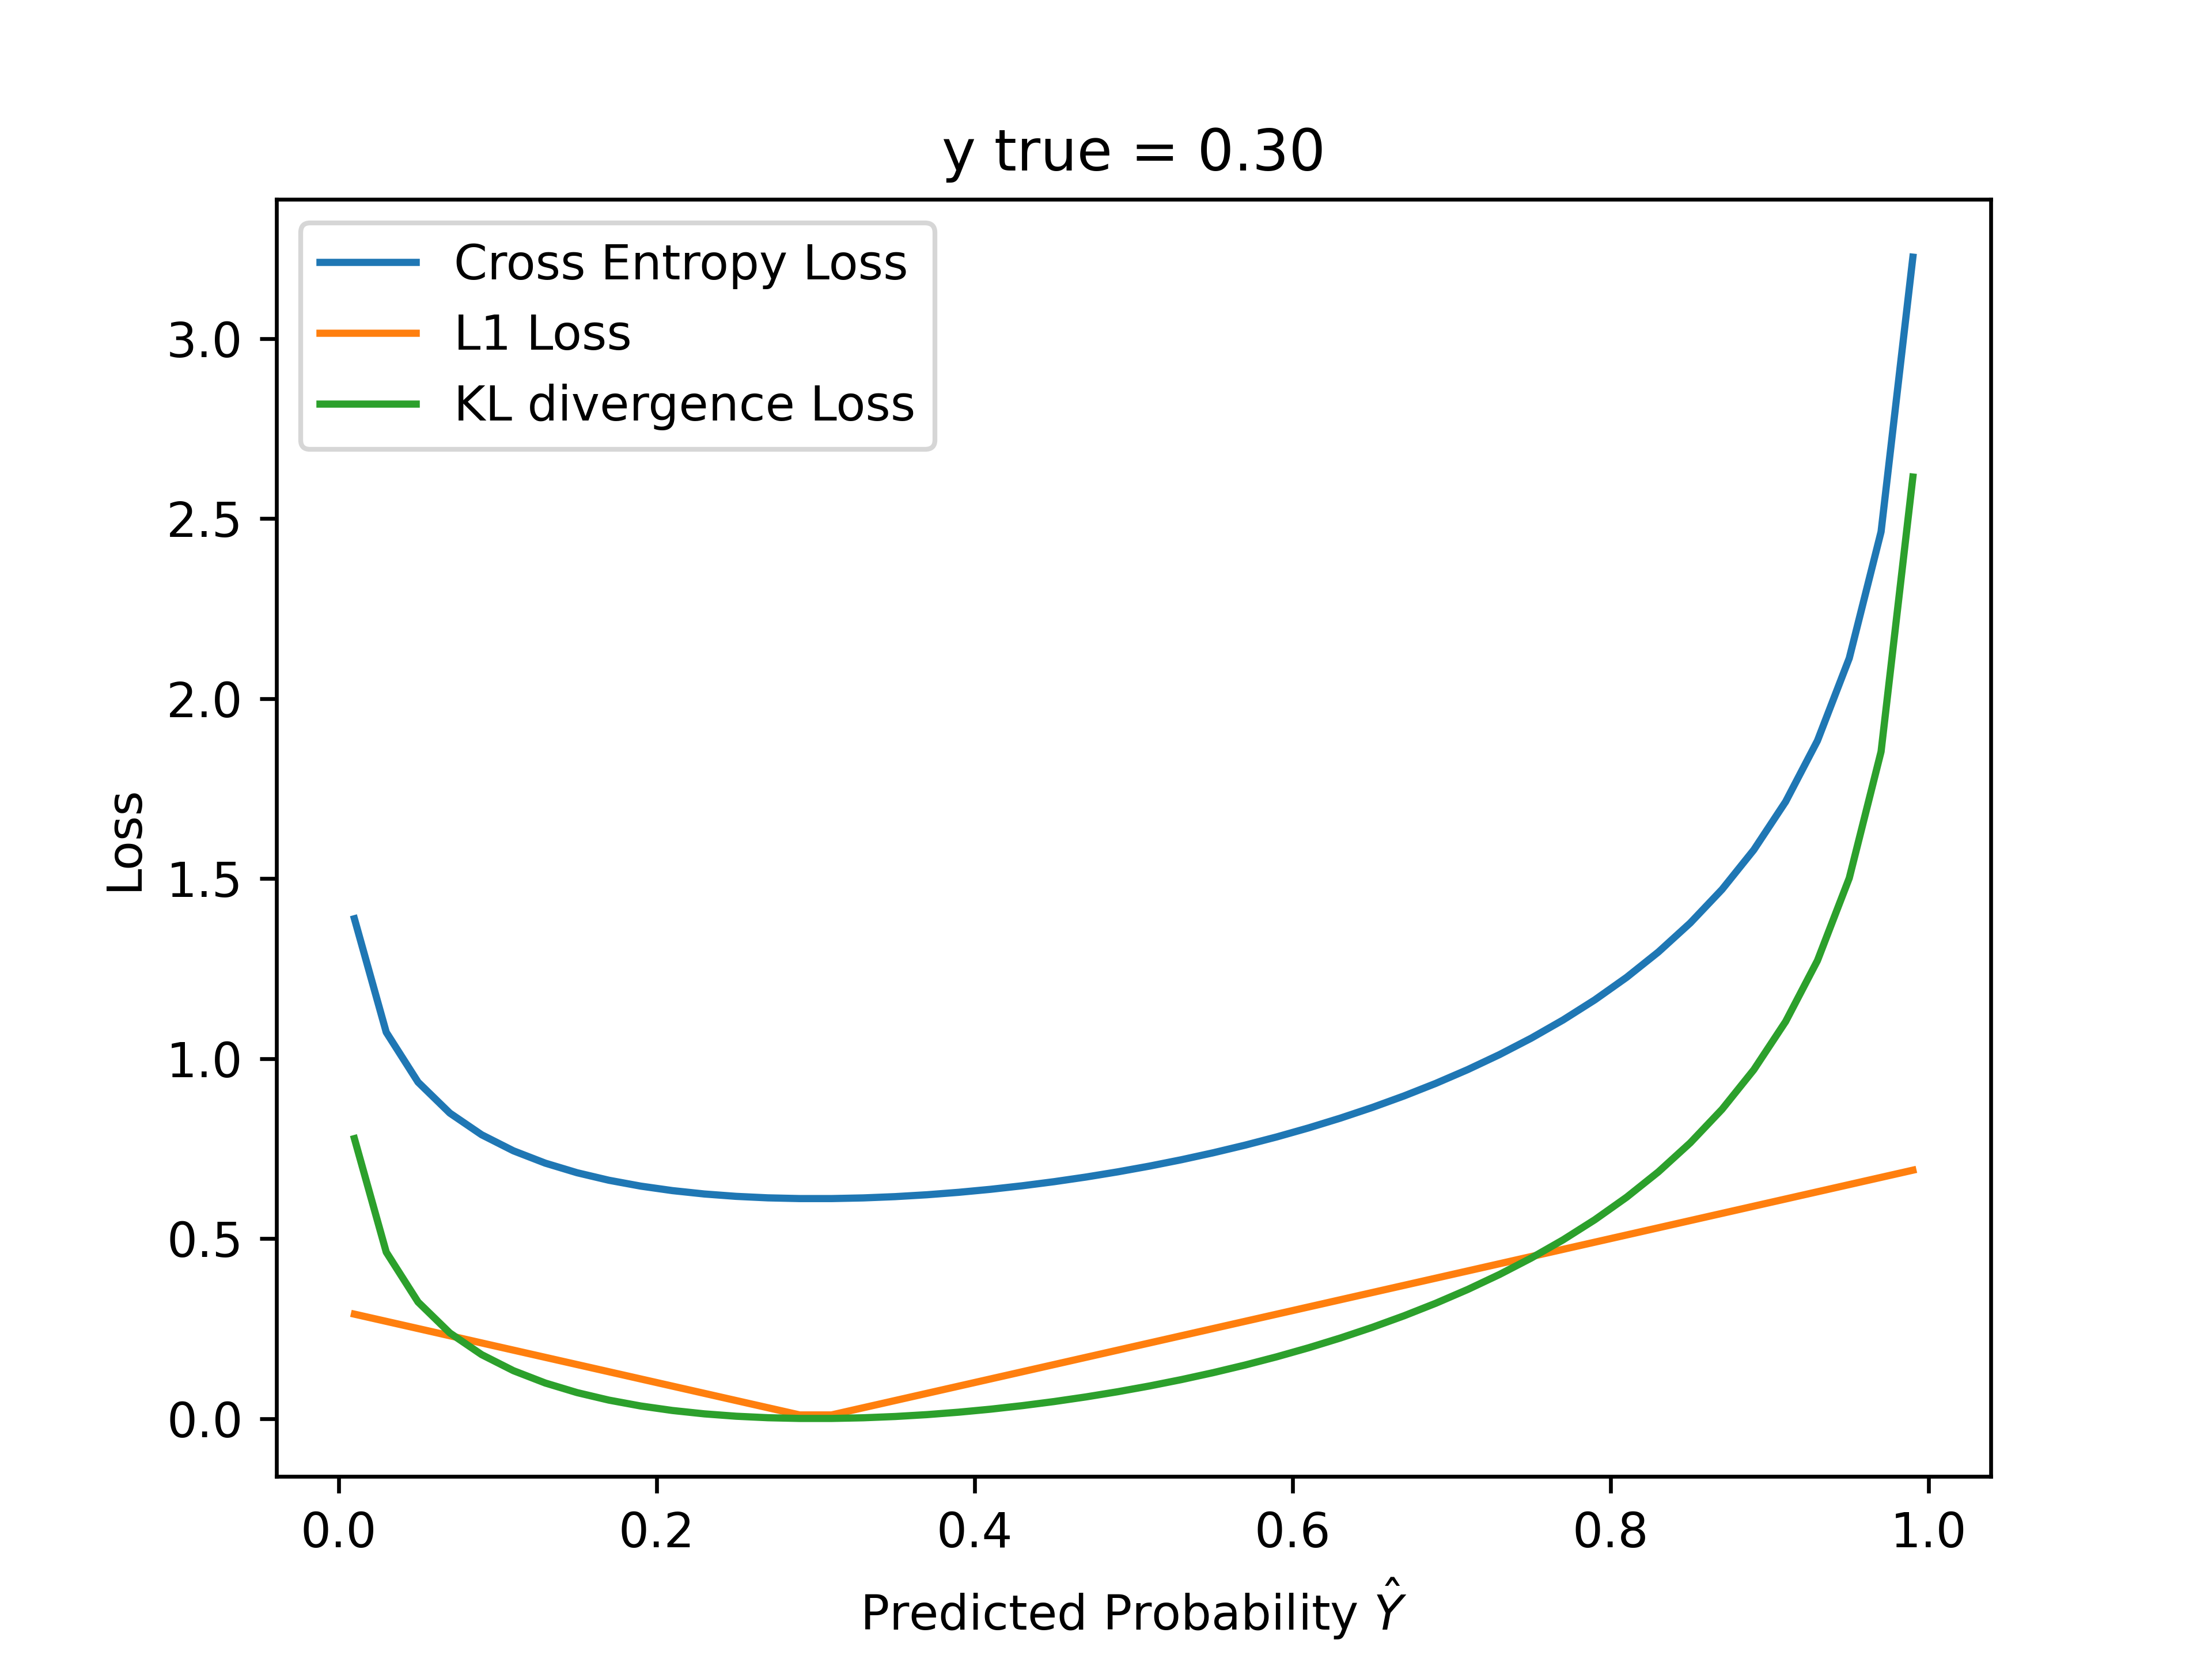 y true = 0.30
Cross Entropy Loss
L1 Loss
KL divergence Loss
3.0
2.5
2.0
1.5
1.0
0.5
0.0
Loss
0.0 0.2 0.4 0.6 0.8 1.0
Predicted Probability Ŷ